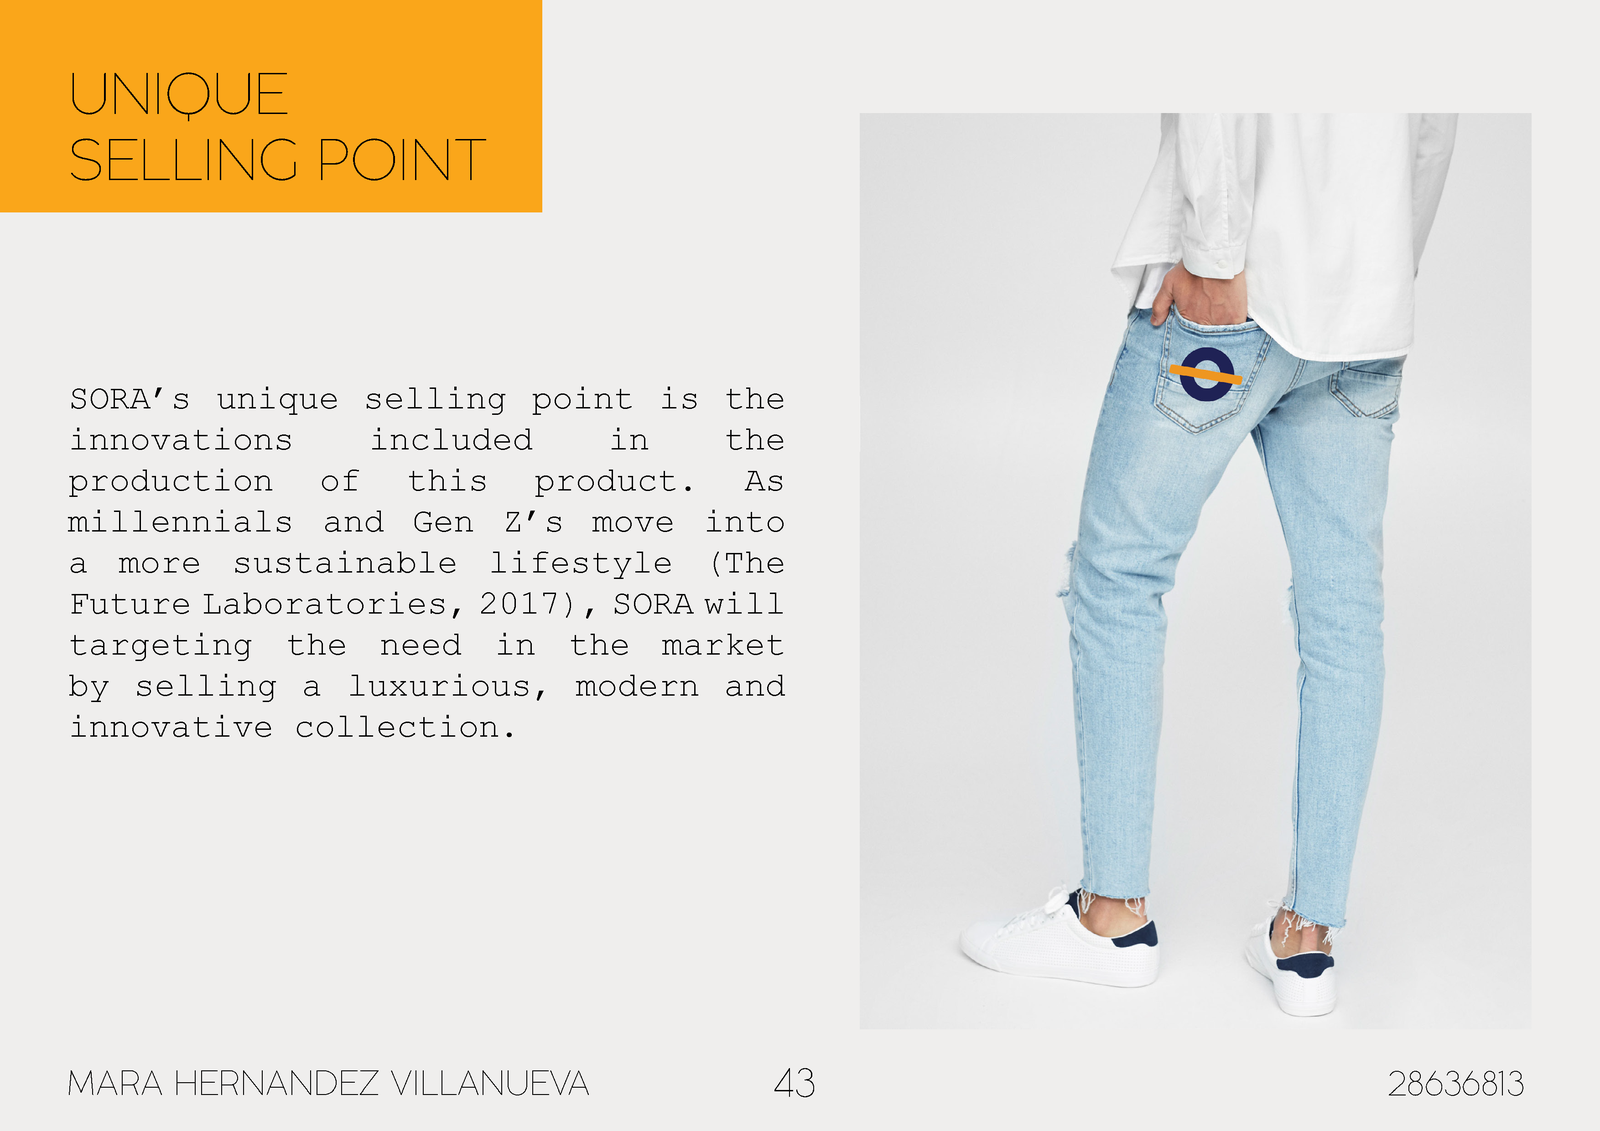 UNIQUE
SELLING POINT
SORA's unique selling point is the
innovations included in the
production of this product. As
millennials and Gen Z's move into
a more sustainable lifestyle (The
Future Laboratories, 2017), SORA will
targeting the need in the market
by selling a luxurious, modern and
innovative collection.
MARA HERNANDEZ VILLANUEVA
43
28636813